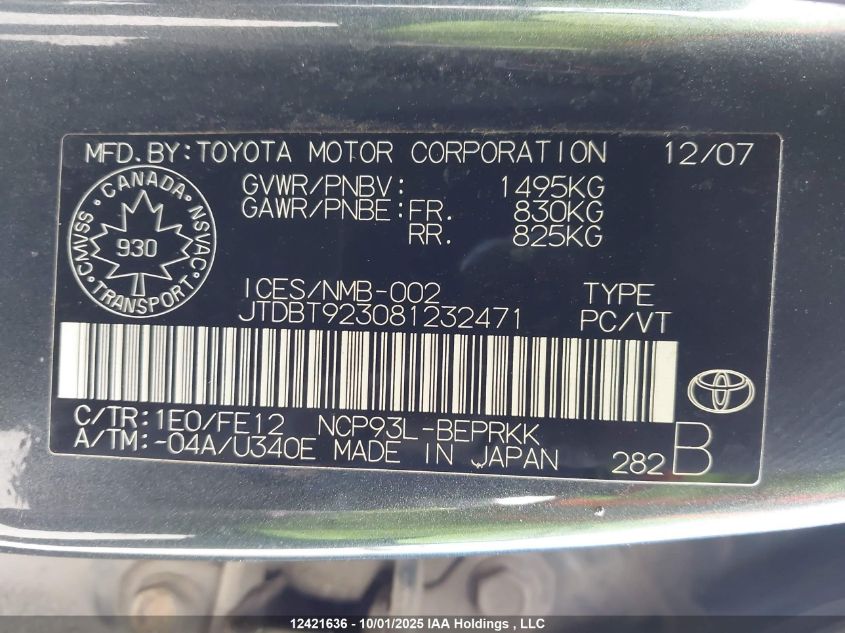 MFD.BY:TOYOTA MOTOR CORPORATION 12/07
GVWR/PNBV: 1495KG
GAWR/PNBE:FR. 830KG
RR. 825KG
CANADA
CMVSS NSVAC
930
TRANSPORT
ICES/NMB-002 TYPE
JTDBT923081232471 PC/VT
C/TR:1E0/FE12 NCP93L-BEPRKK
A/TM:-04A/U340E MADE IN JAPAN 282 B
12421636 - 10/01/2025 IAA Holdings , LLC